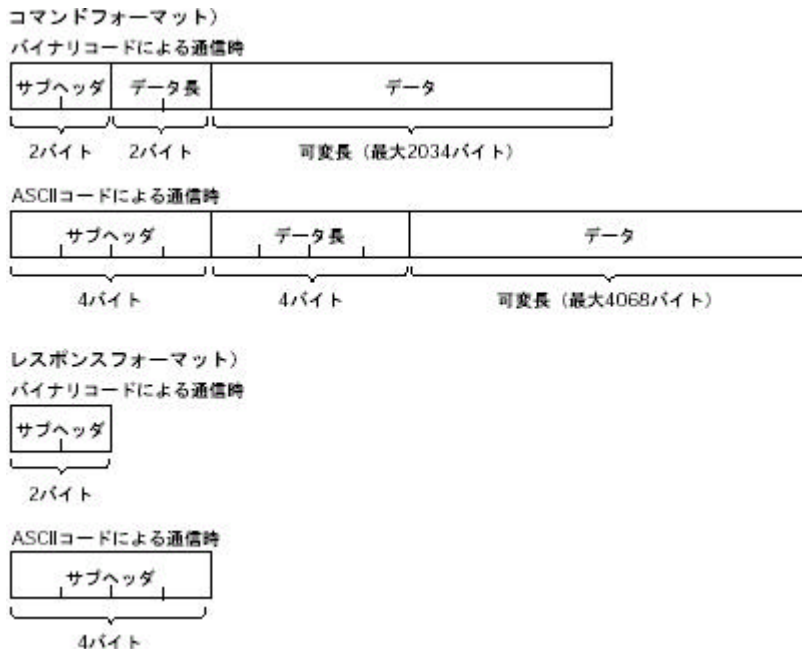 コマンドフォーマット)
バイナリコードによる通信時
サブヘッダ データ長 データ
2バイト 2バイト 可変長(最大2034バイト)
ASCIIコードによる通信時
サブヘッダ データ長 データ
4バイト 4バイト 可変長(最大4068バイト)
レスポンスフォーマット)
バイナリコードによる通信時
サブヘッダ
2バイト
ASCIIコードによる通信時
サブヘッダ
4バイト